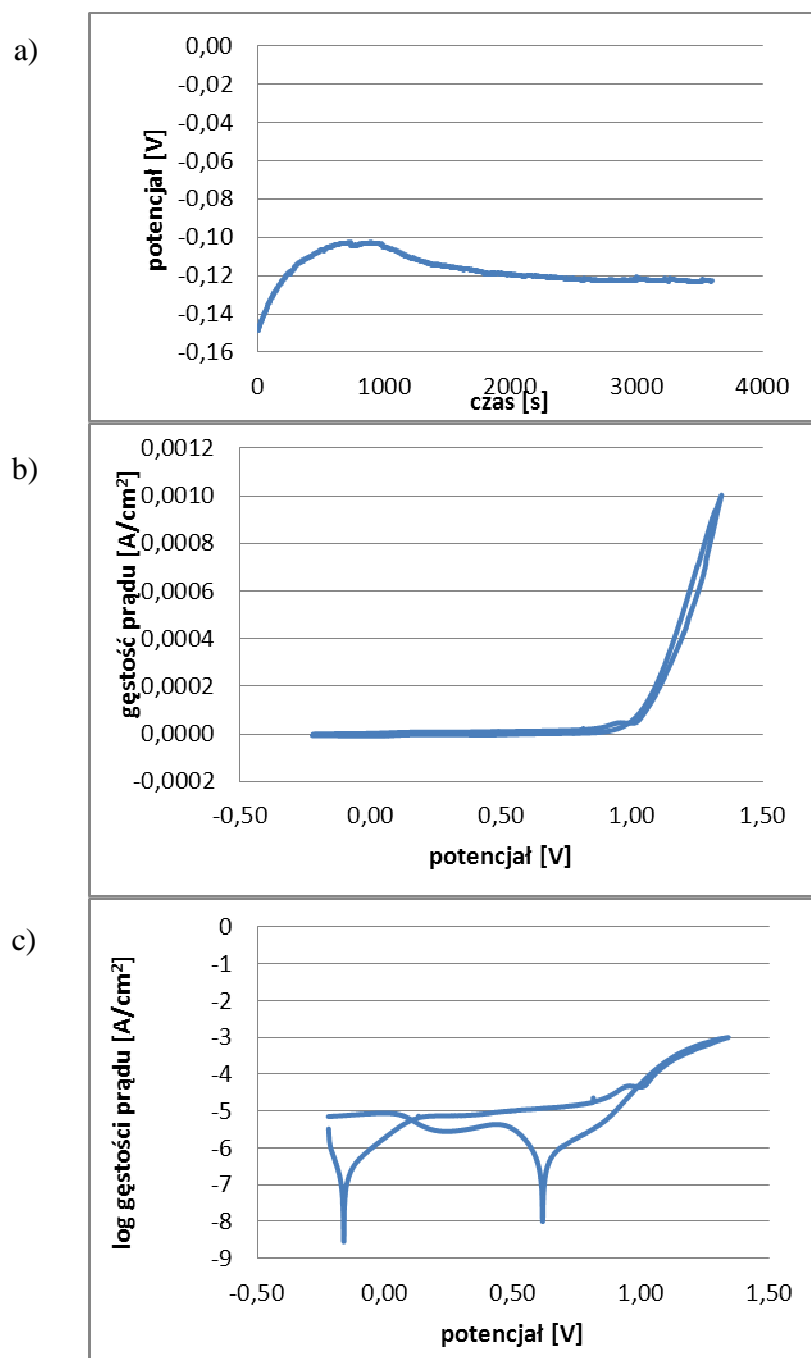 a)
0,00
-0,02
-0,04
-0,06
-0,08
-0,10
-0,12
-0,14
-0,16
potencjał [V]
0 1000 2000 3000 4000
czas [s]
b)
0,0012
0,0010
0,0008
0,0006
0,0004
0,0002
0,0000
-0,0002
gęstość prądu [A/cm²]
-0,50 0,00 0,50 1,00 1,50
potencjał [V]
c)
0
-1
-2
-3
-4
-5
-6
-7
-8
-9
log gęstości prądu [A/cm²]
-0,50 0,00 0,50 1,00 1,50
potencjał [V]